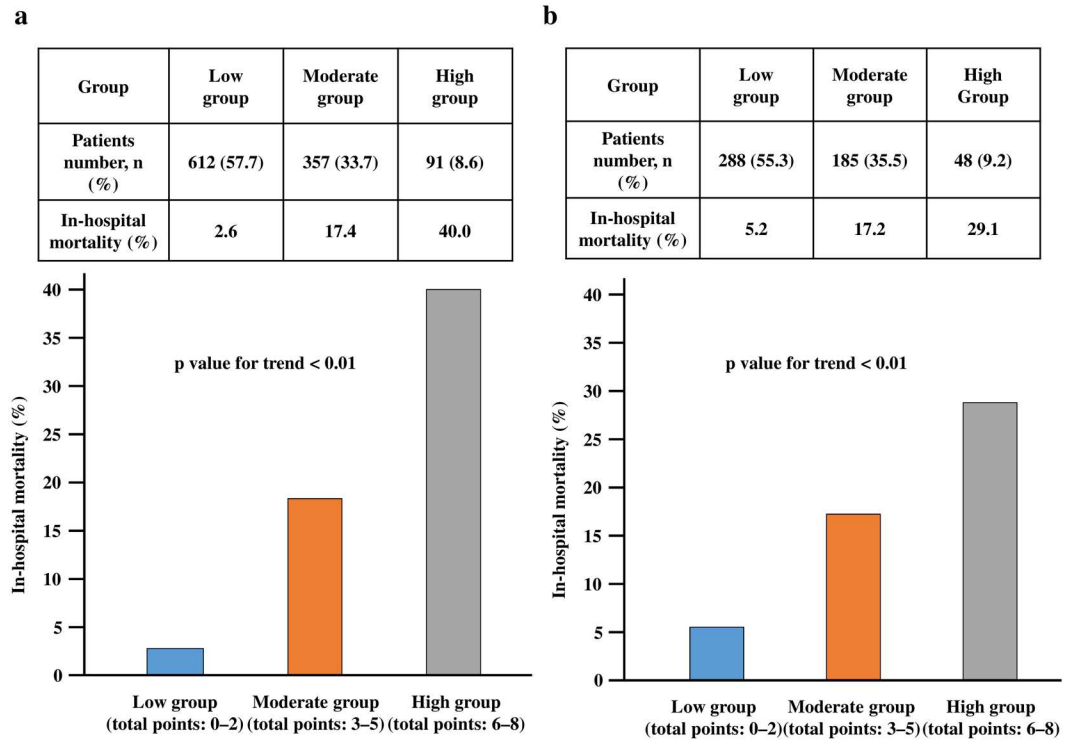 a
Group
Low
group
Moderate
group
High
group
Patients
number, n
(%)
612 (57.7)
357 (33.7)
91 (8.6)
In-hospital
mortality (%)
2.6
17.4
40.0
In-hospital mortality (%)
40
35
30
25
20
15
10
5
0
p value for trend < 0.01
Low group
(total points: 0–2)
Moderate group
(total points: 3–5)
High group
(total points: 6–8)
b
Group
Low
group
Moderate
group
High
Group
Patients
number, n
(%)
288 (55.3)
185 (35.5)
48 (9.2)
In-hospital
mortality (%)
5.2
17.2
29.1
In-hospital mortality (%)
40
35
30
25
20
15
10
5
0
p value for trend < 0.01
Low group
(total points: 0–2)
Moderate group
(total points: 3–5)
High group
(total points: 6–8)